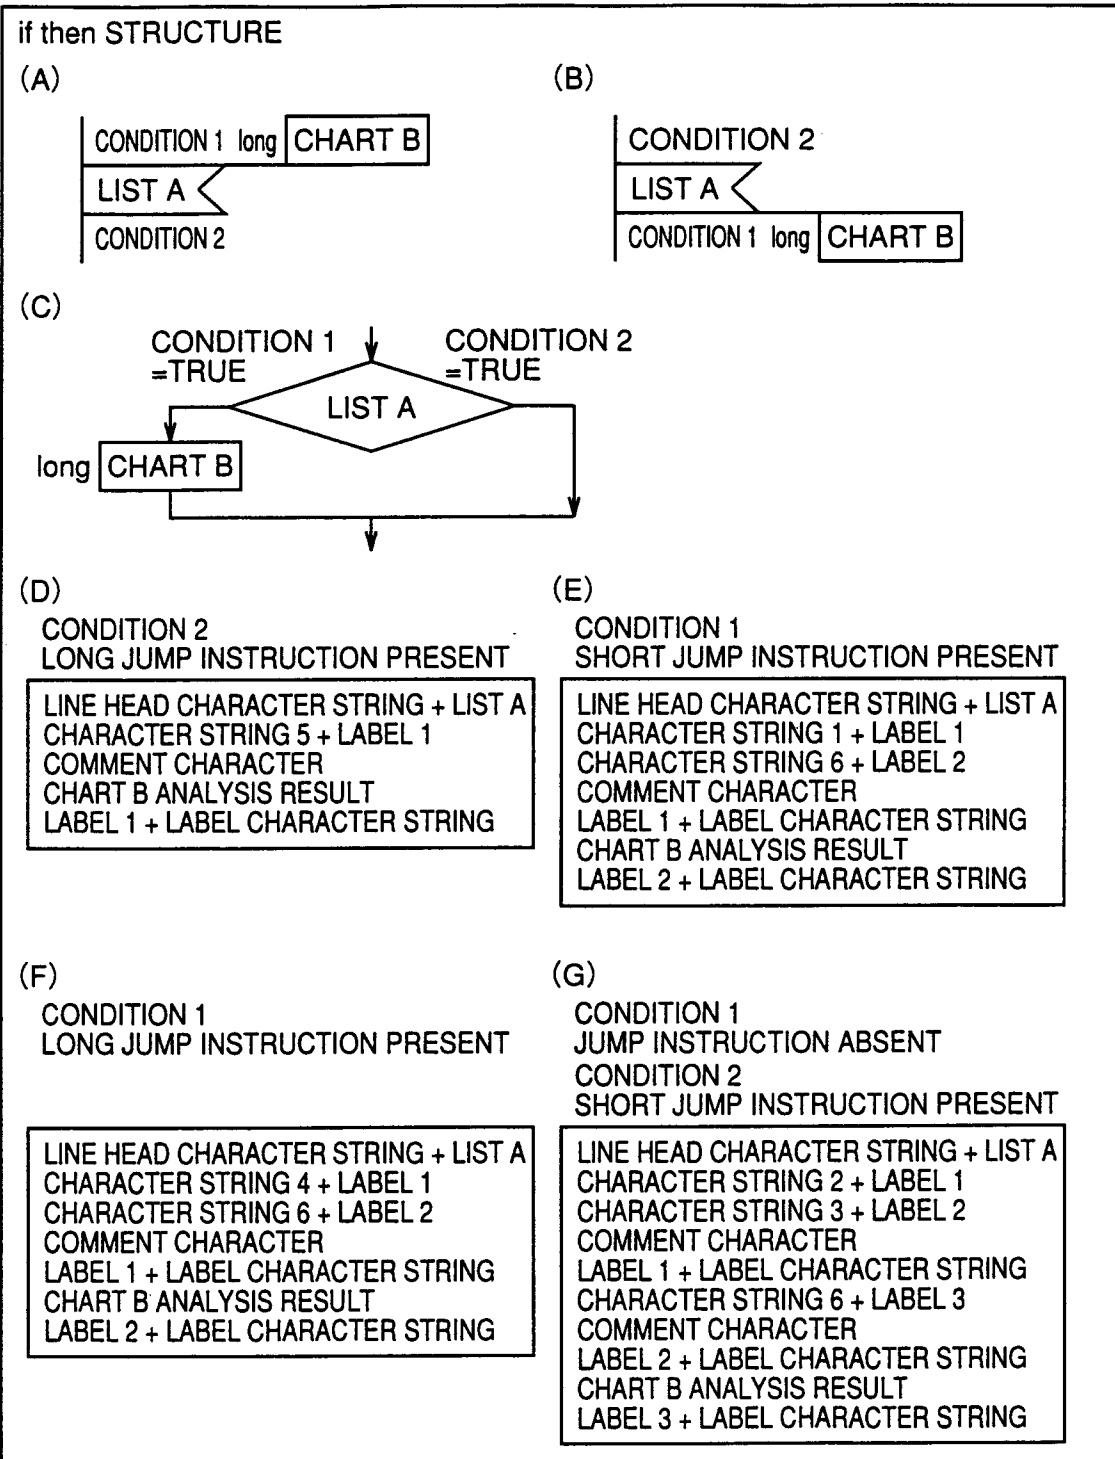 if then STRUCTURE
(A)
CONDITION 1 long CHART B
LIST A
CONDITION 2
(B)
CONDITION 2
LIST A
CONDITION 1 long CHART B
(C)
CONDITION 1
=TRUE
CONDITION 2
=TRUE
LIST A
long CHART B
(D)
CONDITION 2
LONG JUMP INSTRUCTION PRESENT
LINE HEAD CHARACTER STRING + LIST A
CHARACTER STRING 5 + LABEL 1
COMMENT CHARACTER
CHART B ANALYSIS RESULT
LABEL 1 + LABEL CHARACTER STRING
(E)
CONDITION 1
SHORT JUMP INSTRUCTION PRESENT
LINE HEAD CHARACTER STRING + LIST A
CHARACTER STRING 1 + LABEL 1
CHARACTER STRING 6 + LABEL 2
COMMENT CHARACTER
LABEL 1 + LABEL CHARACTER STRING
CHART B ANALYSIS RESULT
LABEL 2 + LABEL CHARACTER STRING
(F)
CONDITION 1
LONG JUMP INSTRUCTION PRESENT
LINE HEAD CHARACTER STRING + LIST A
CHARACTER STRING 4 + LABEL 1
CHARACTER STRING 6 + LABEL 2
COMMENT CHARACTER
LABEL 1 + LABEL CHARACTER STRING
CHART B ANALYSIS RESULT
LABEL 2 + LABEL CHARACTER STRING
(G)
CONDITION 1
JUMP INSTRUCTION ABSENT
CONDITION 2
SHORT JUMP INSTRUCTION PRESENT
LINE HEAD CHARACTER STRING + LIST A
CHARACTER STRING 2 + LABEL 1
CHARACTER STRING 3 + LABEL 2
COMMENT CHARACTER
LABEL 1 + LABEL CHARACTER STRING
CHARACTER STRING 6 + LABEL 3
COMMENT CHARACTER
LABEL 2 + LABEL CHARACTER STRING
CHART B ANALYSIS RESULT
LABEL 3 + LABEL CHARACTER STRING